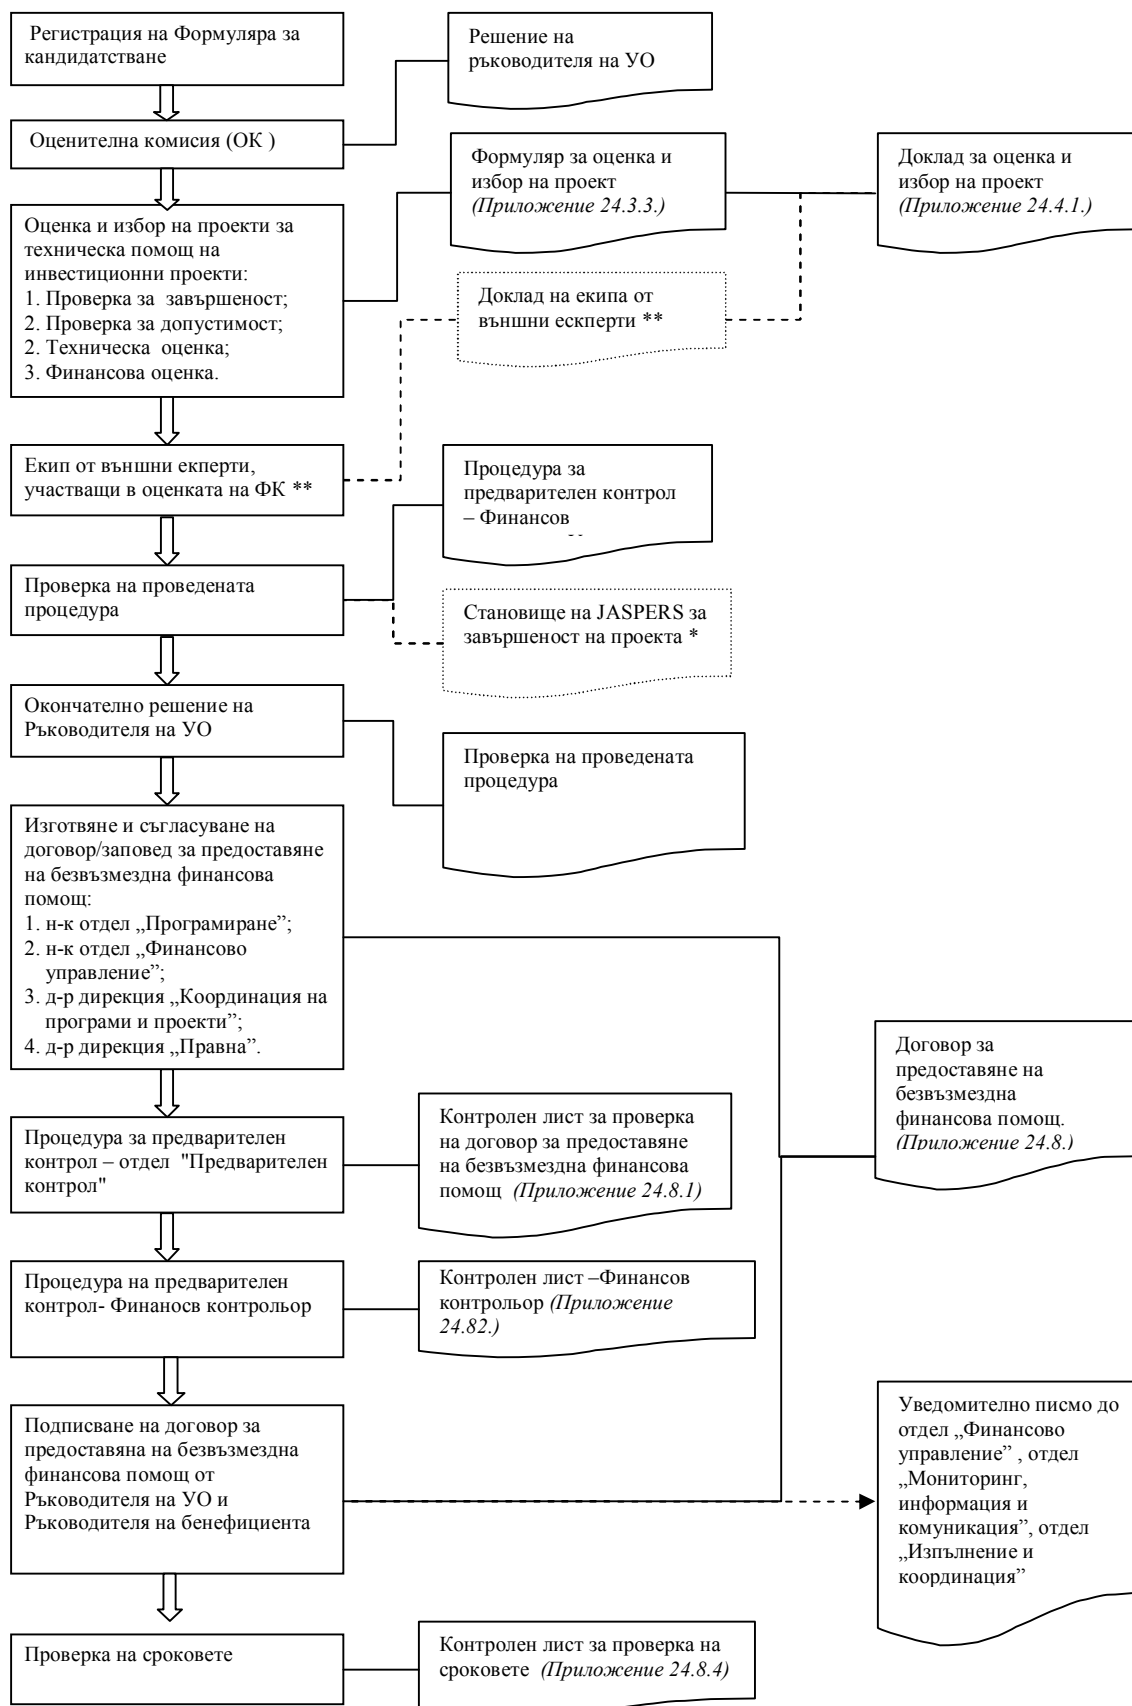 Регистрация на Формуляра за
кандидатстване
Решение на
ръководителя на УО
Оценителна комисия (ОК )
Формуляр за оценка и
избор на проект
(Приложение 24.3.3.)
Доклад за оценка и
избор на проект
(Приложение 24.4.1.)
Оценка и избор на проекти за
техническа помощ на
инвестиционни проекти:
1. Проверка за завършеност;
2. Проверка за допустимост;
2. Техническа оценка;
3. Финансова оценка.
Доклад на екипа от
външни ескперти **
Екип от външни екперти,
участващи в оценката на ФК **
Процедура за
предварителен контрол
– Финансов
Проверка на проведената
процедура
Становище на JASPERS за
завършеност на проекта *
Окончателно решение на
Ръководителя на УО
Проверка на проведената
процедура
Изготвяне и съгласуване на
договор/заповед за предоставяне
на безвъзмездна финансова
помощ:
1. н-к отдел „Програмиране”;
2. н-к отдел „Финансово
управление”;
3. д-р дирекция „Координация на
програми и проекти”;
4. д-р дирекция „Правна”.
Договор за
предоставяне на
безвъзмездна
финансова помощ.
(Приложение 24.8.)
Процедура за предварителен
контрол – отдел "Предварителен
контрол"
Контролен лист за проверка
на договор за предоставяне
на безвъзмездна финансова
помощ (Приложение 24.8.1)
Процедура на предварителен
контрол- Финаносв контрольор
Контролен лист –Финансов
контрольор (Приложение
24.82.)
Подписване на договор за
предоставяна на безвъзмездна
финансова помощ от
Ръководителя на УО и
Ръководителя на бенефициента
Уведомително писмо до
отдел „Финансово
управление” , отдел
„Мониторинг,
информация и
комуникация”, отдел
„Изпълнение и
координация”
Проверка на сроковете
Контролен лист за проверка на
сроковете (Приложение 24.8.4)